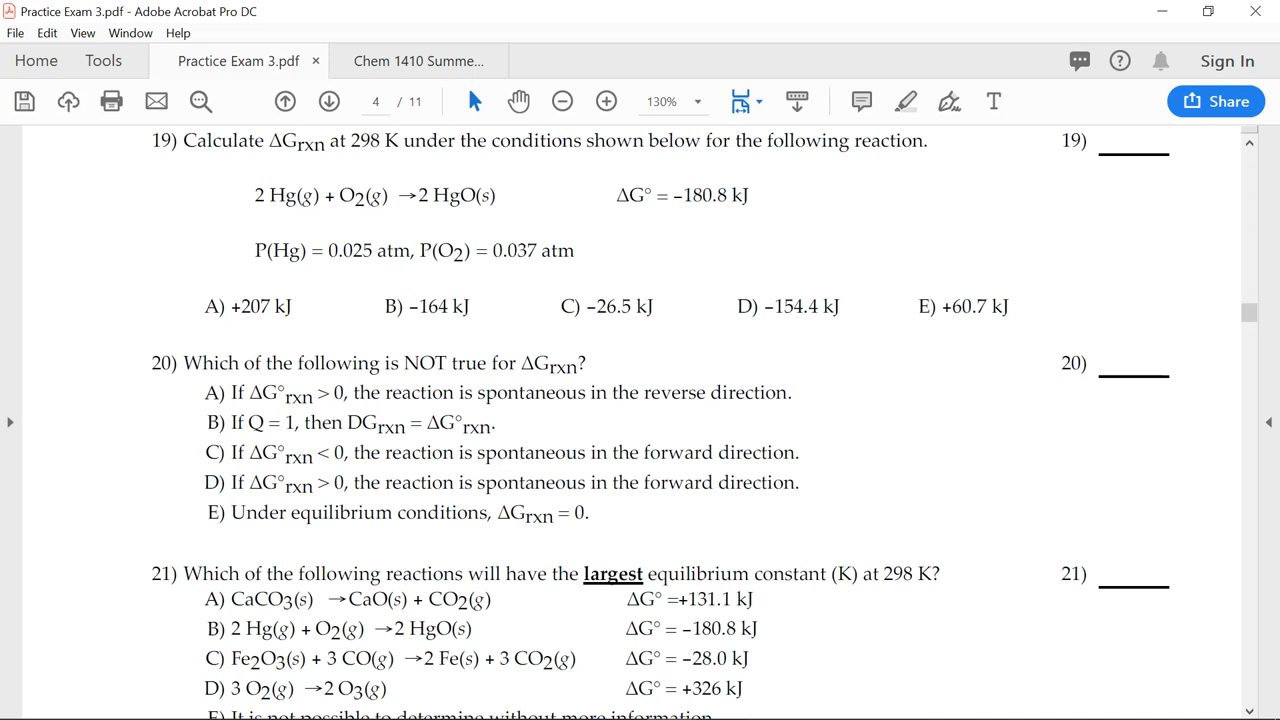 Practice Exam 3.pdf - Adobe Acrobat Pro DC
File Edit View Window Help
Home Tools Practice Exam 3.pdf × Chem 1410 Summe... Sign In
4 / 11 130% Share
19) Calculate ΔGrxn at 298 K under the conditions shown below for the following reaction. 19)
2 Hg(g) + O2(g) →2 HgO(s) ΔG° = -180.8 kJ
P(Hg) = 0.025 atm, P(O2) = 0.037 atm
A) +207 kJ B) -164 kJ C) -26.5 kJ D) -154.4 kJ E) +60.7 kJ
20) Which of the following is NOT true for ΔGrxn? 20)
A) If ΔG°rxn > 0, the reaction is spontaneous in the reverse direction.
B) If Q = 1, then DGrxn = ΔG°rxn.
C) If ΔG°rxn < 0, the reaction is spontaneous in the forward direction.
D) If ΔG°rxn > 0, the reaction is spontaneous in the forward direction.
E) Under equilibrium conditions, ΔGrxn = 0.
21) Which of the following reactions will have the largest equilibrium constant (K) at 298 K? 21)
A) CaCO3(s) →CaO(s) + CO2(g) ΔG° =+131.1 kJ
B) 2 Hg(g) + O2(g) →2 HgO(s) ΔG° = -180.8 kJ
C) Fe2O3(s) + 3 CO(g) →2 Fe(s) + 3 CO2(g) ΔG° = -28.0 kJ
D) 3 O2(g) →2 O3(g) ΔG° = +326 kJ
E) It is not possible to determine without more information.